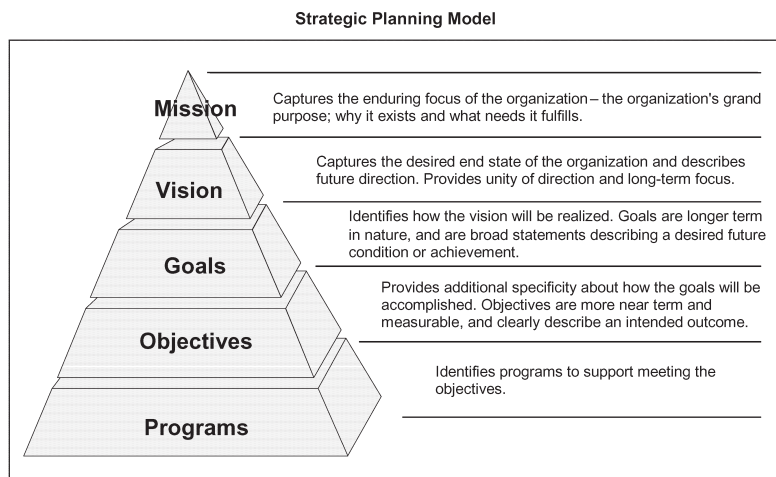 Strategic Planning Model
Mission
Captures the enduring focus of the organization – the organization's grand
purpose; why it exists and what needs it fulfills.
Vision
Captures the desired end state of the organization and describes
future direction. Provides unity of direction and long-term focus.
Goals
Identifies how the vision will be realized. Goals are longer term
in nature, and are broad statements describing a desired future
condition or achievement.
Objectives
Provides additional specificity about how the goals will be
accomplished. Objectives are more near term and
measurable, and clearly describe an intended outcome.
Programs
Identifies programs to support meeting the
objectives.